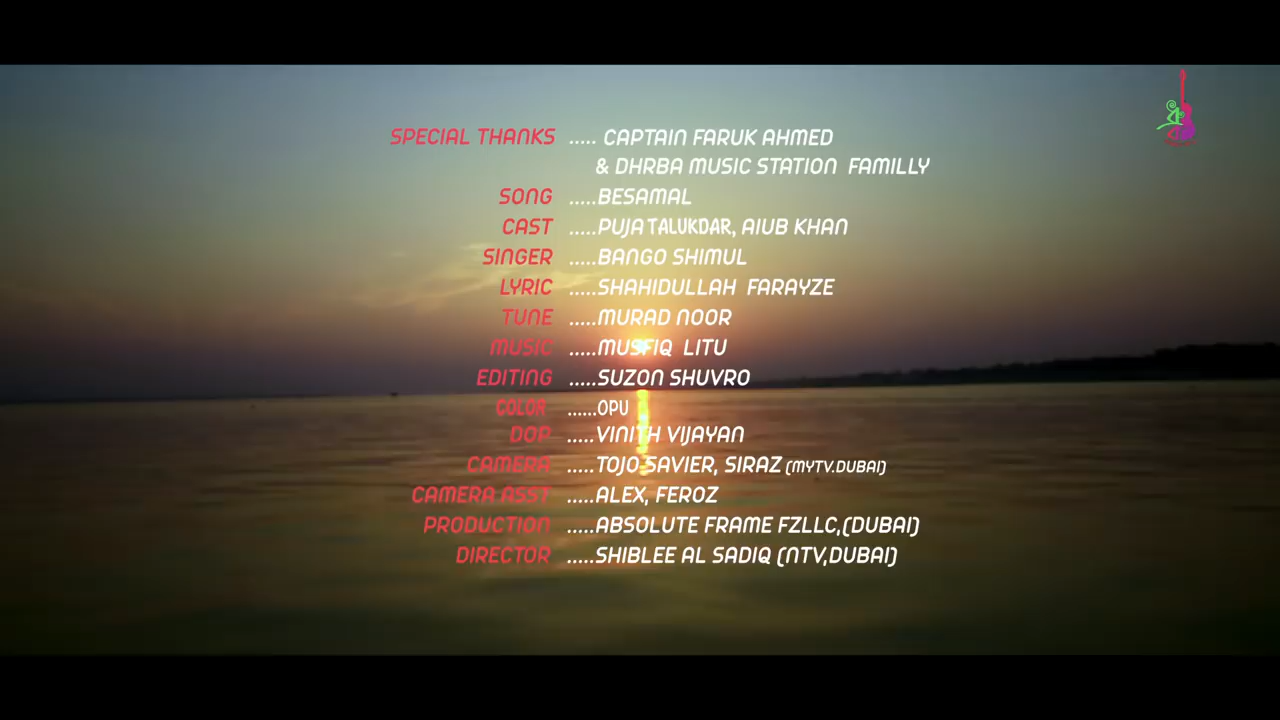 SPECIAL THANKS ..... CAPTAIN FARUK AHMED
& DHRBA MUSIC STATION FAMILLY
SONG .....BESAMAL
CAST .....PUJA TALUKDAR, AIUB KHAN
SINGER .....BANGO SHIMUL
LYRIC .....SHAHIDULLAH FARAYZE
TUNE .....MURAD NOOR
MUSIC .....MUSFIQ LITU
EDITING .....SUZON SHUVRO
COLOR ......OPU
DOP .....VINITH VIJAYAN
CAMERA .....TOJO SAVIER, SIRAZ (MYTV.DUBAI)
CAMERA ASST .....ALEX, FEROZ
PRODUCTION .....ABSOLUTE FRAME FZLLC,(DUBAI)
DIRECTOR .....SHIBLEE AL SADIQ (NTV,DUBAI)